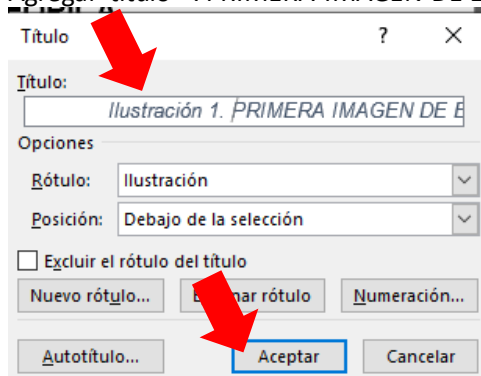 Título ? ×
Título:
Ilustración 1. PRIMERA IMAGEN DE E
Opciones
Rótulo: Ilustración
Posición: Debajo de la selección
Excluir el rótulo del título
Nuevo rótulo... nar rótulo Numeración...
Autotítulo... Aceptar Cancelar